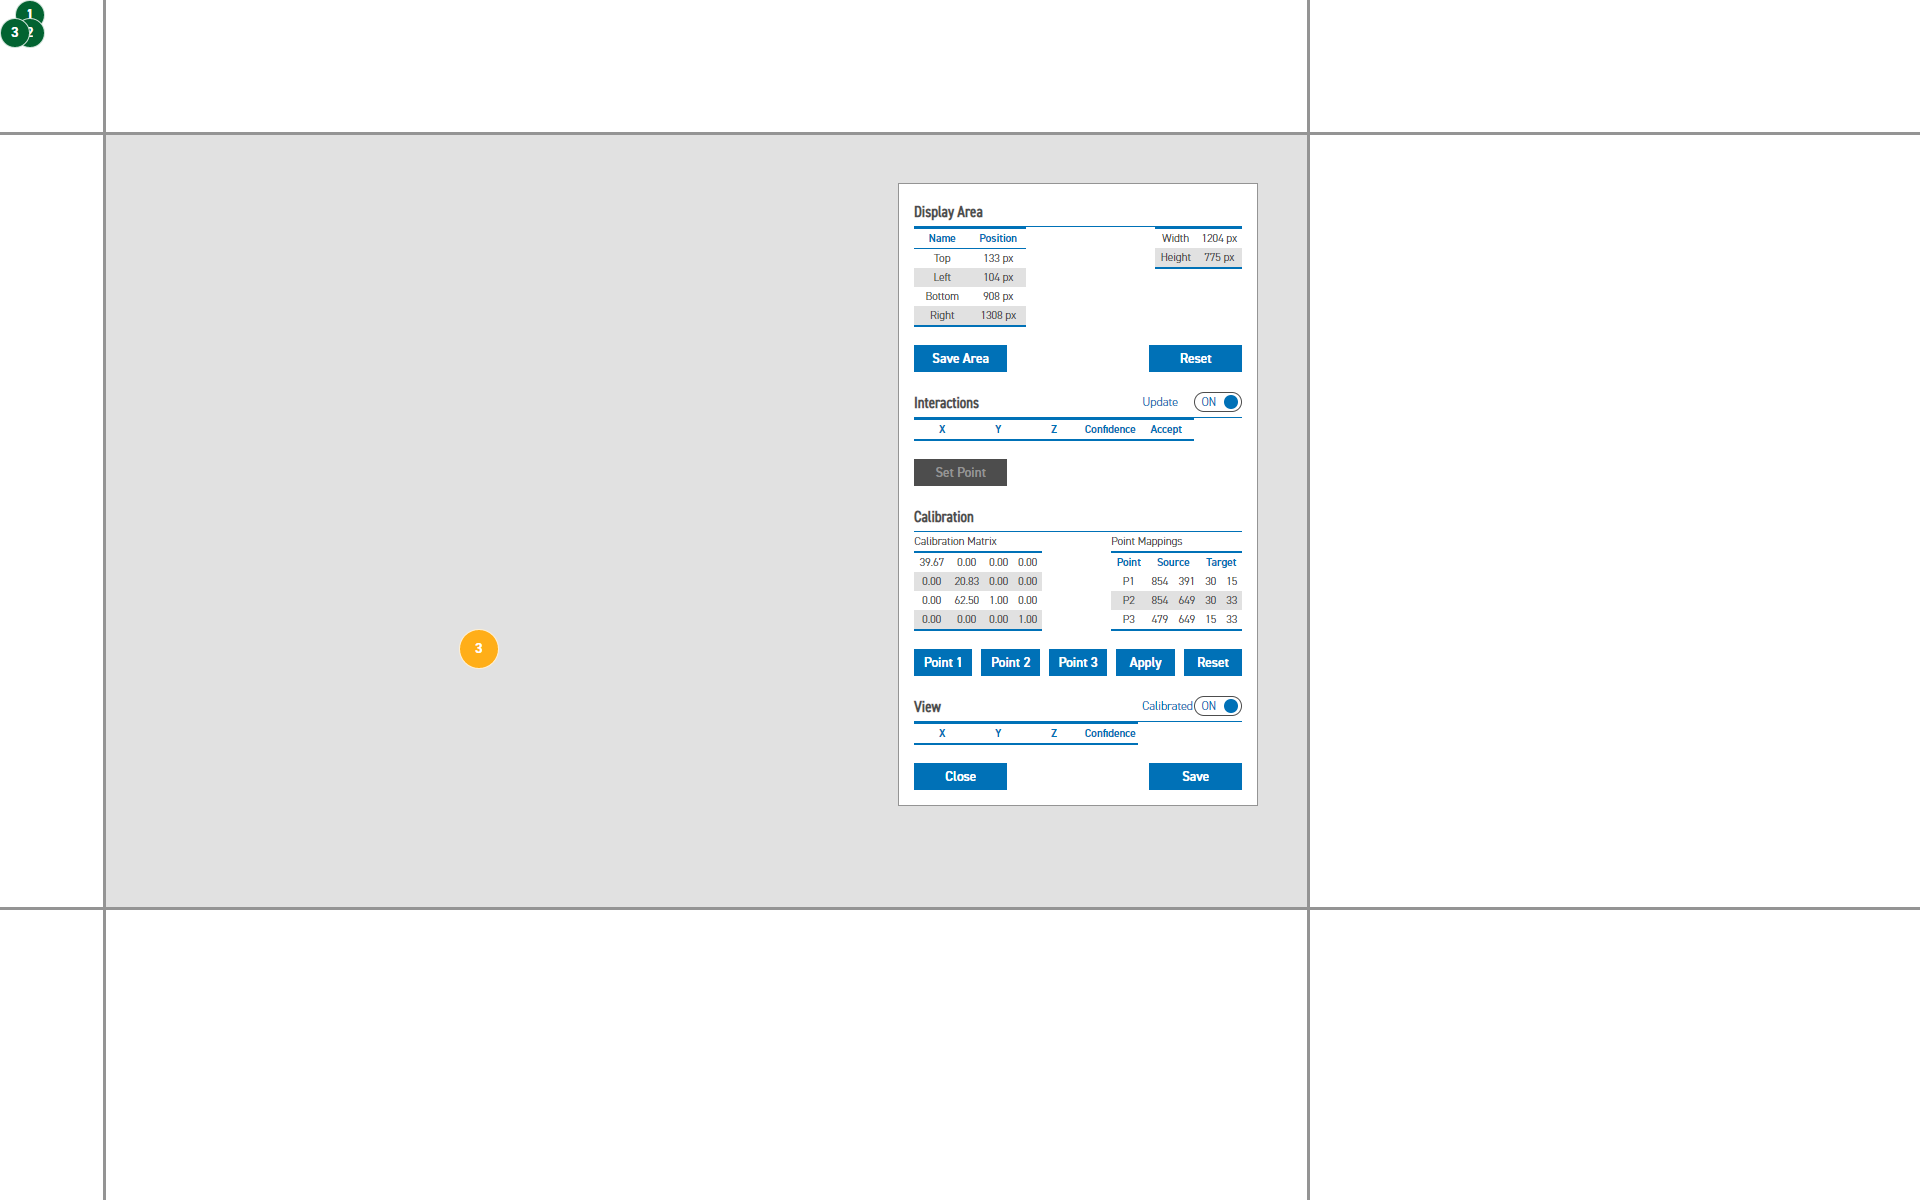 1
3 2
Display Area
Name Position
Width 1204 px
Top 133 px
Height 775 px
Left 104 px
Bottom 908 px
Right 1308 px
Save Area Reset
Interactions Update ON
X Y Z Confidence Accept
Set Point
Calibration
Calibration Matrix Point Mappings
39.67 0.00 0.00 0.00 Point Source Target
0.00 20.83 0.00 0.00 P1 854 391 30 15
0.00 62.50 1.00 0.00 P2 854 649 30 33
0.00 0.00 0.00 1.00 P3 479 649 15 33
3
Point 1 Point 2 Point 3 Apply Reset
View Calibrated ON
X Y Z Confidence
Close Save